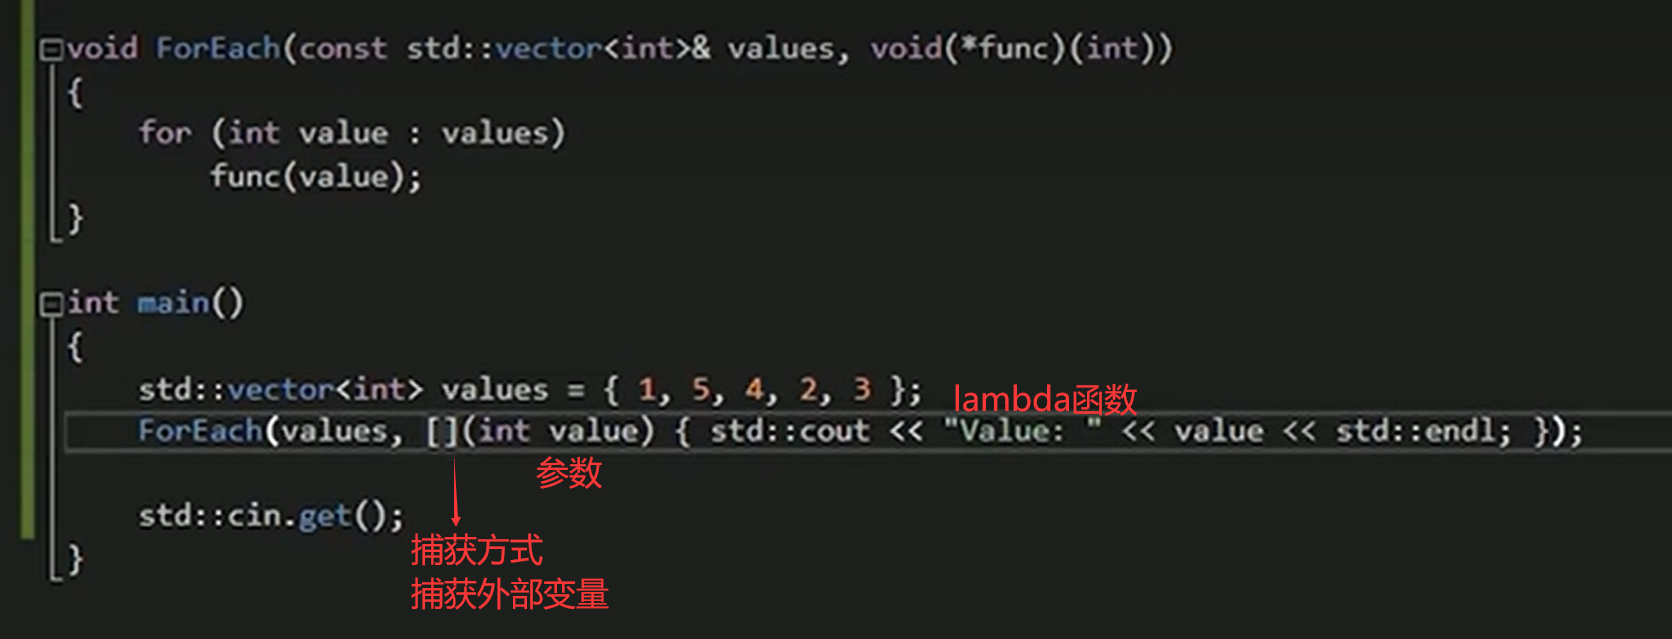 void ForEach(const std::vector<int>& values, void(*func)(int))
{
for (int value : values)
func(value);
}
int main()
{
std::vector<int> values = { 1, 5, 4, 2, 3 };
lambda函数
ForEach(values, [](int value) { std::cout << "Value: " << value << std::endl; });
参数
std::cin.get();
捕获方式
}
捕获外部变量